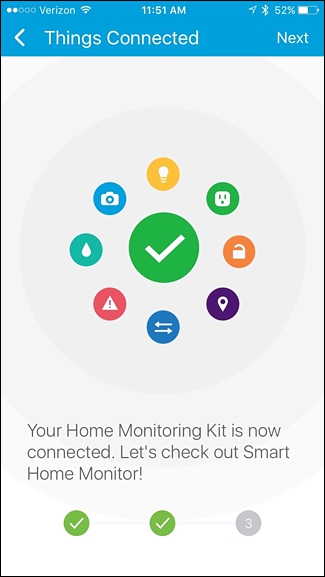 Verizon 11:51 AM 52%
Things Connected Next
Your Home Monitoring Kit is now
connected. Let's check out Smart
Home Monitor!
3